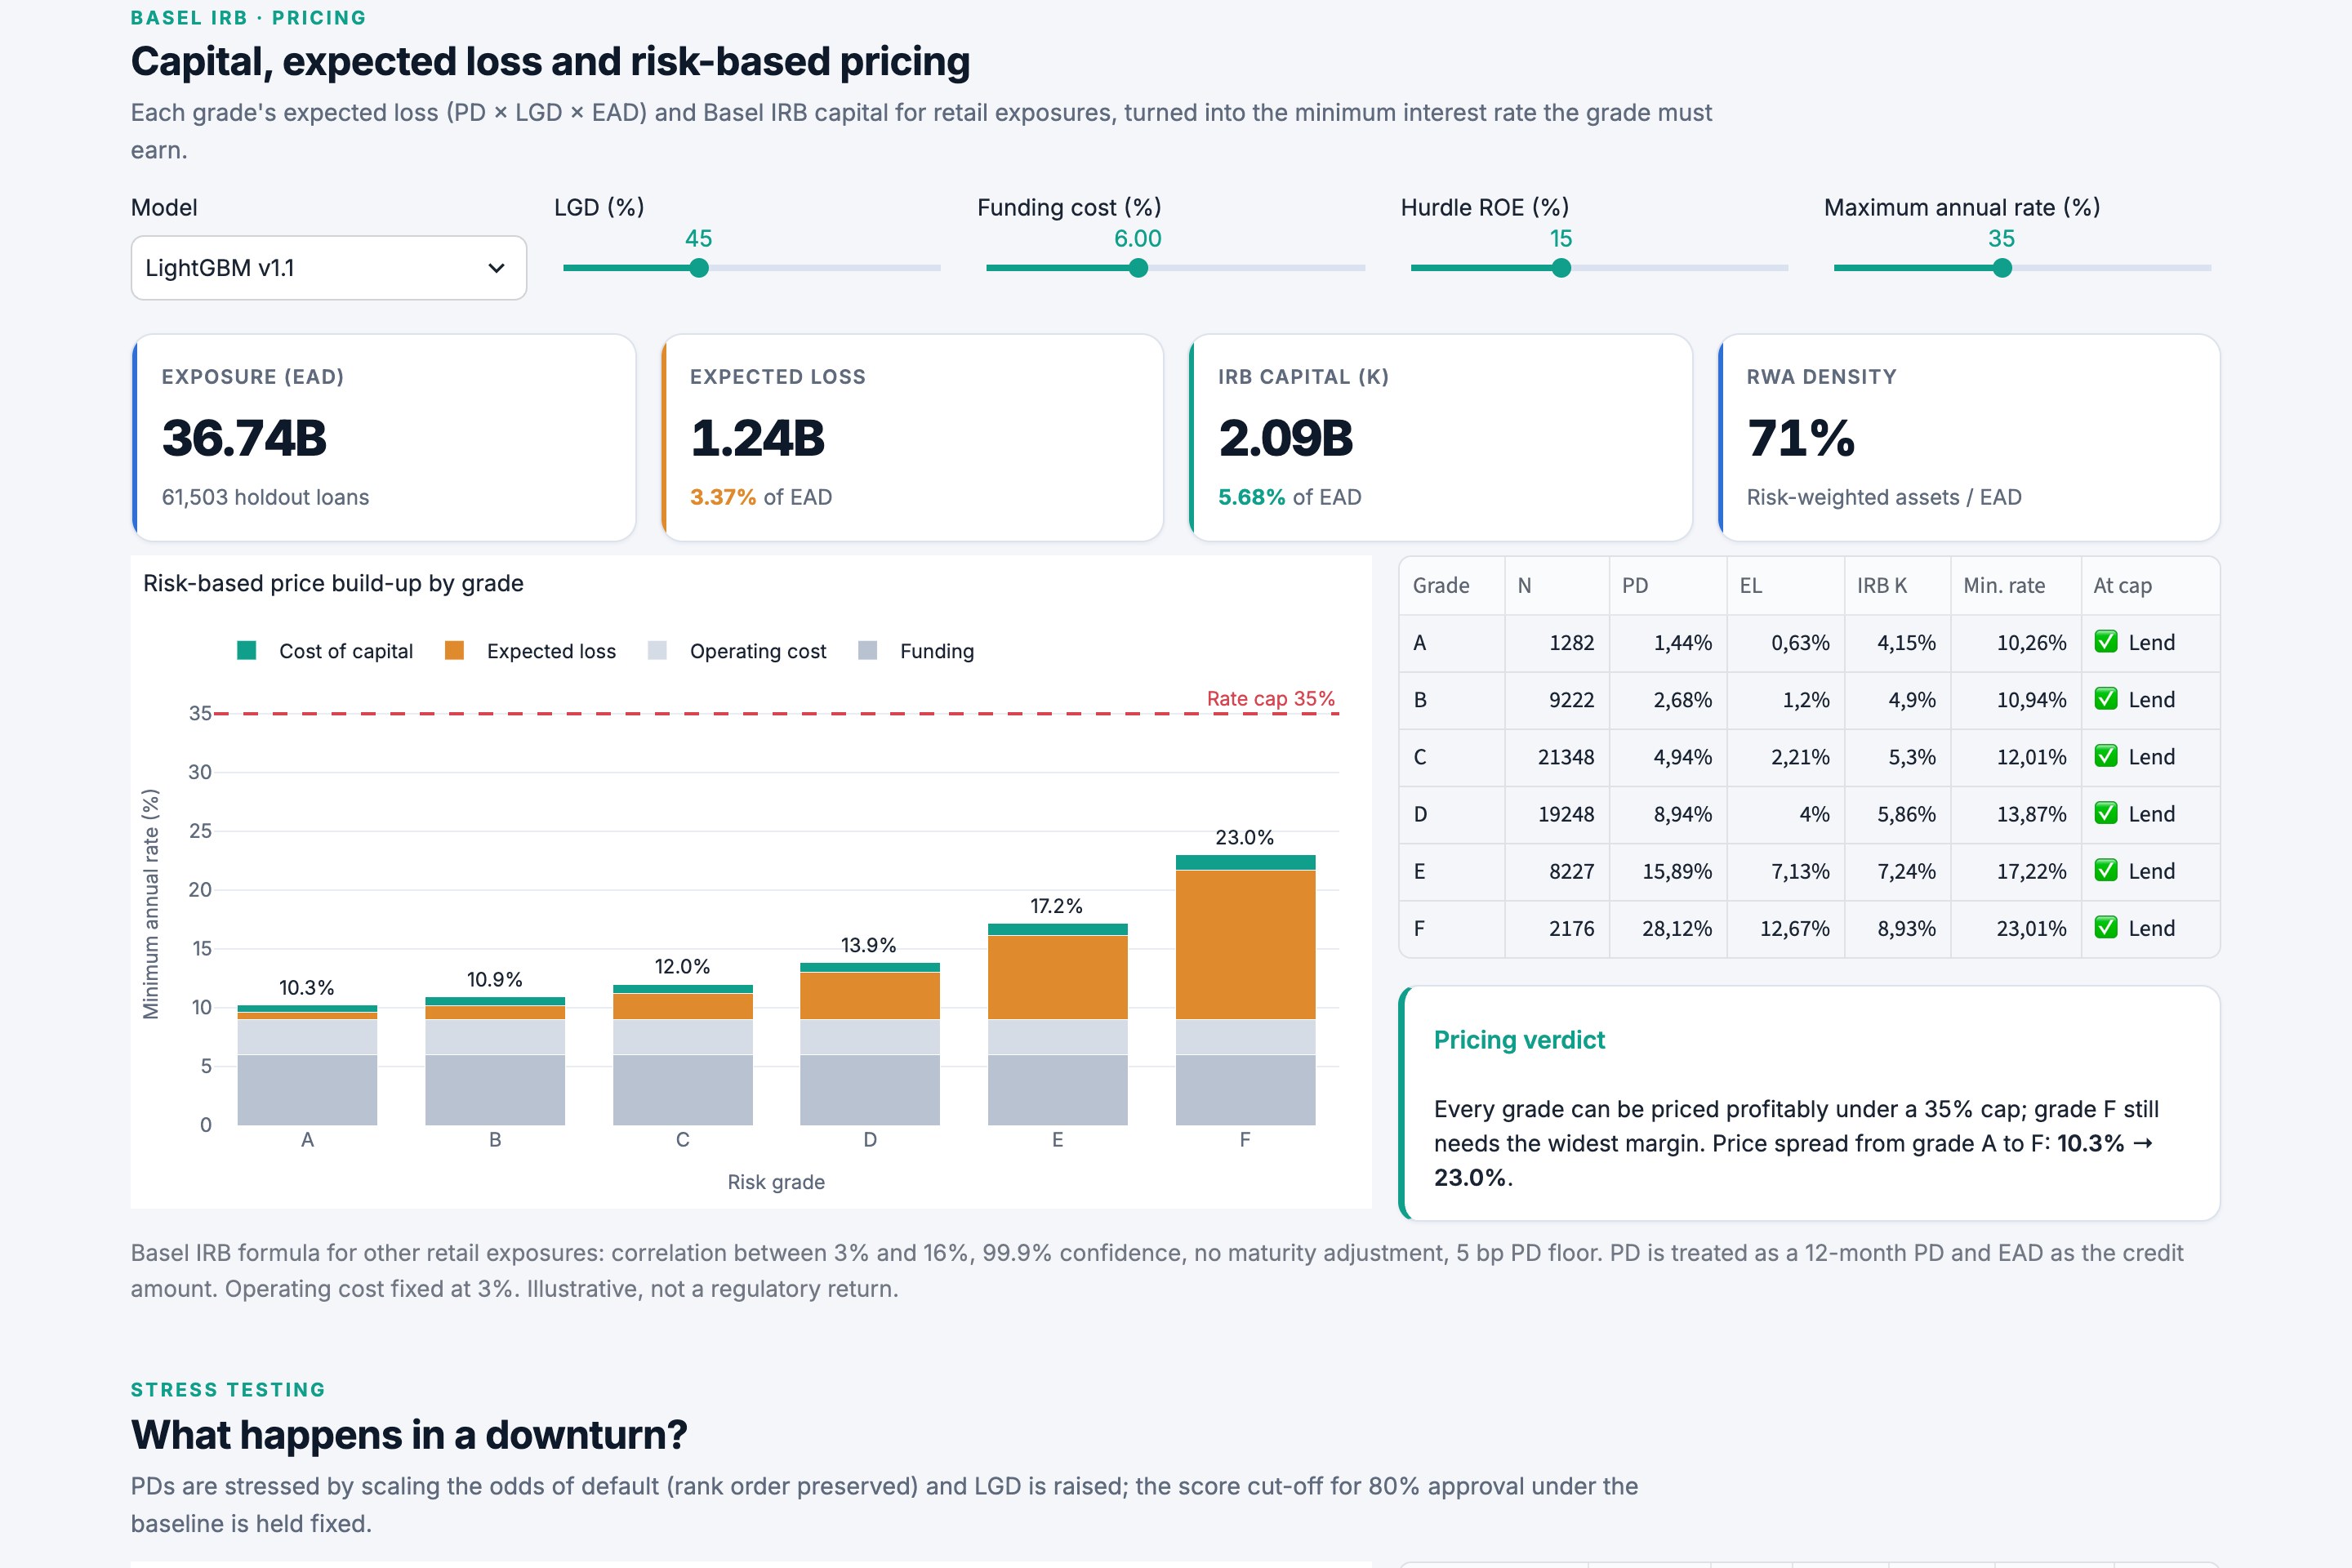 BASEL IRB · PRICING
Capital, expected loss and risk-based pricing
Each grade's expected loss (PD × LGD × EAD) and Basel IRB capital for retail exposures, turned into the minimum interest rate the grade must
earn.
Model
LightGBM v1.1
LGD (%)
45
Funding cost (%)
6.00
Hurdle ROE (%)
15
Maximum annual rate (%)
35
EXPOSURE (EAD)
36.74B
61,503 holdout loans
EXPECTED LOSS
1.24B
3.37% of EAD
IRB CAPITAL (K)
2.09B
5.68% of EAD
RWA DENSITY
71%
Risk-weighted assets / EAD
Risk-based price build-up by grade
Cost of capital Expected loss Operating cost Funding
Rate cap 35%
Minimum annual rate (%)
35
30
25
20
15
10
5
0
10.3%
10.9%
12.0%
13.9%
17.2%
23.0%
A B C D E F
Risk grade
Grade N PD EL IRB K Min. rate At cap
A 1282 1,44% 0,63% 4,15% 10,26% ✅ Lend
B 9222 2,68% 1,2% 4,9% 10,94% ✅ Lend
C 21348 4,94% 2,21% 5,3% 12,01% ✅ Lend
D 19248 8,94% 4% 5,86% 13,87% ✅ Lend
E 8227 15,89% 7,13% 7,24% 17,22% ✅ Lend
F 2176 28,12% 12,67% 8,93% 23,01% ✅ Lend
Pricing verdict
Every grade can be priced profitably under a 35% cap; grade F still
needs the widest margin. Price spread from grade A to F: 10.3% →
23.0%.
Basel IRB formula for other retail exposures: correlation between 3% and 16%, 99.9% confidence, no maturity adjustment, 5 bp PD floor. PD is treated as a 12-month PD and EAD as the credit
amount. Operating cost fixed at 3%. Illustrative, not a regulatory return.
STRESS TESTING
What happens in a downturn?
PDs are stressed by scaling the odds of default (rank order preserved) and LGD is raised; the score cut-off for 80% approval under the
baseline is held fixed.